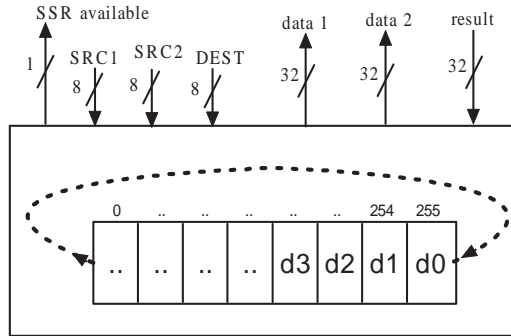 SSR available data 1 data 2 result
1 SRC1 SRC2 DEST 32 32 32
8 8 8
0 .. .. .. .. .. 254 255
.. .. .. .. d3 d2 d1 d0